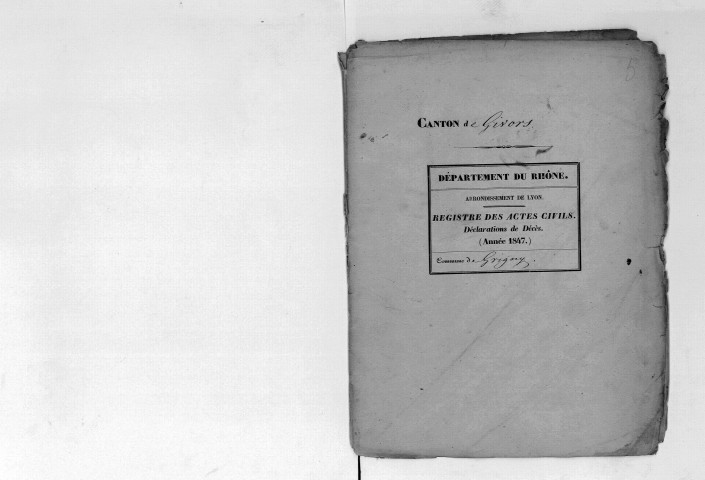 5
CANTON de Givors
DÉPARTEMENT DU RHÔNE.
ARRONDISSEMENT DE LYON.
REGISTRE DES ACTES CIVILS.
Déclarations de Décès.
(Année 1847.)
Commune de Grigny.